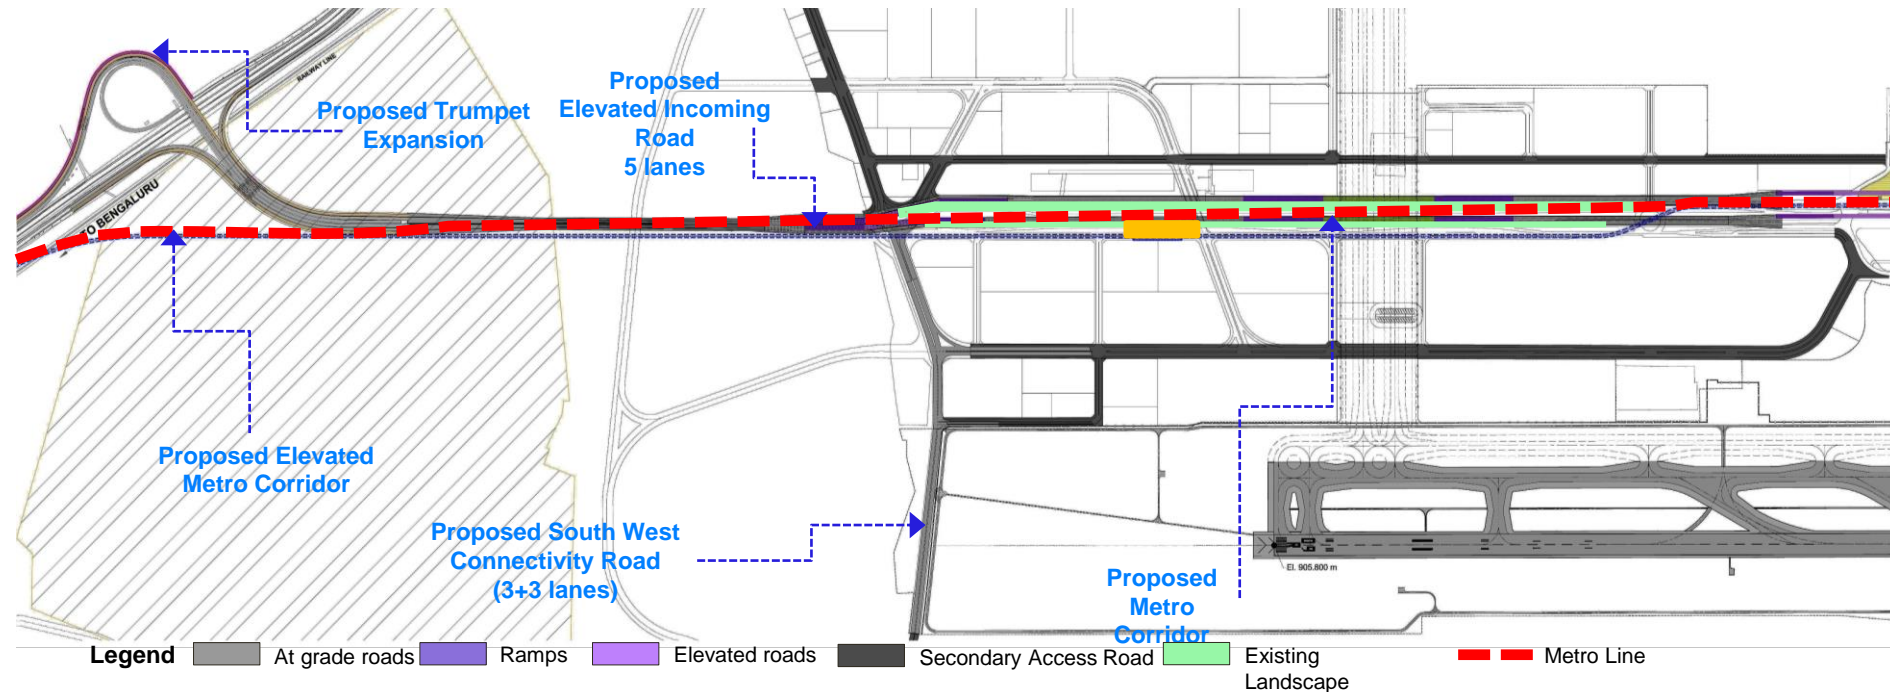 RAILWAY LINE
Proposed Trumpet
Expansion
Proposed
Elevated Incoming
Road
5 lanes
TO BENGALURU
Proposed Elevated
Metro Corridor
Proposed South West
Connectivity Road
(3+3 lanes)
Proposed
Metro
Corridor
El. 905.800 m
Legend
At grade roads
Ramps
Elevated roads
Secondary Access Road
Existing
Landscape
Metro Line